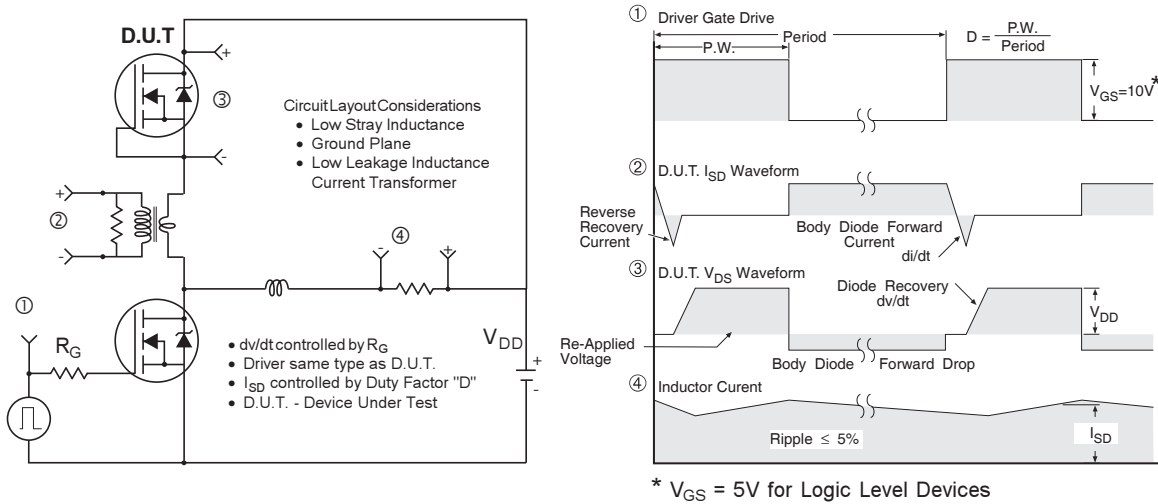 D.U.T
+
③
-
Circuit Layout Considerations
• Low Stray Inductance
• Ground Plane
• Low Leakage Inductance
Current Transformer
+
②
-
④
-
+
①
R_G
• dv/dt controlled by R_G
• Driver same type as D.U.T.
• I_SD controlled by Duty Factor "D"
• D.U.T. - Device Under Test
V_DD
+
-
① Driver Gate Drive
P.W.
Period
D = P.W. / Period
V_GS=10V *
② D.U.T. I_SD Waveform
Reverse
Recovery
Current
Body Diode Forward
Current
di/dt
③ D.U.T. V_DS Waveform
Diode Recovery
dv/dt
V_DD
Re-Applied
Voltage
Body Diode Forward Drop
④ Inductor Curent
Ripple ≤ 5%
I_SD
* V_GS = 5V for Logic Level Devices